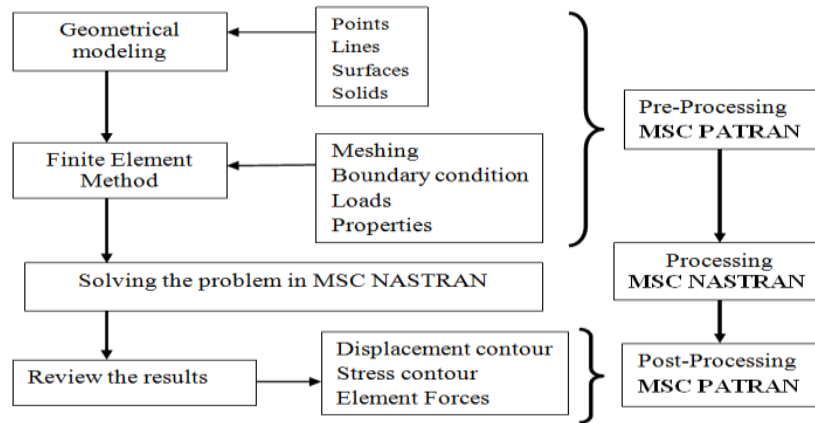 Geometrical
modeling
Points
Lines
Surfaces
Solids
Pre-Processing
MSC PATRAN
Finite Element
Method
Meshing
Boundary condition
Loads
Properties
Solving the problem in MSC NASTRAN
Processing
MSC NASTRAN
Review the results
Displacement contour
Stress contour
Element Forces
Post-Processing
MSC PATRAN